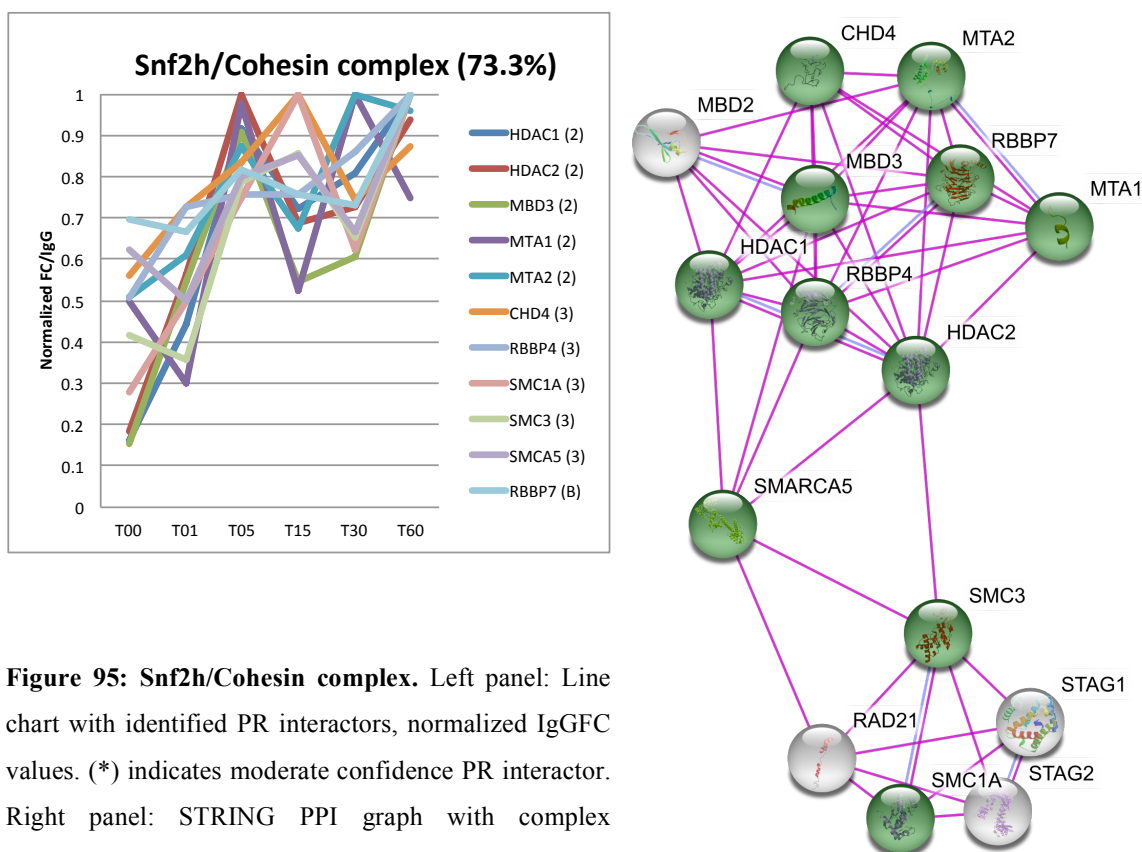 Snf2h/Cohesin complex (73.3%)
Normalized FC/IgG
1
0.9
0.8
0.7
0.6
0.5
0.4
0.3
0.2
0.1
0
T00 T01 T05 T15 T30 T60
HDAC1 (2)
HDAC2 (2)
MBD3 (2)
MTA1 (2)
MTA2 (2)
CHD4 (3)
RBBP4 (3)
SMC1A (3)
SMC3 (3)
SMCA5 (3)
RBBP7 (B)
CHD4
MTA2
MBD2
RBBP7
MBD3
MTA1
HDAC1
RBBP4
HDAC2
SMARCA5
SMC3
STAG1
RAD21
STAG2
SMC1A
Figure 95: Snf2h/Cohesin complex. Left panel: Line
chart with identified PR interactors, normalized IgGFC
values. (*) indicates moderate confidence PR interactor.
Right panel: STRING PPI graph with complex